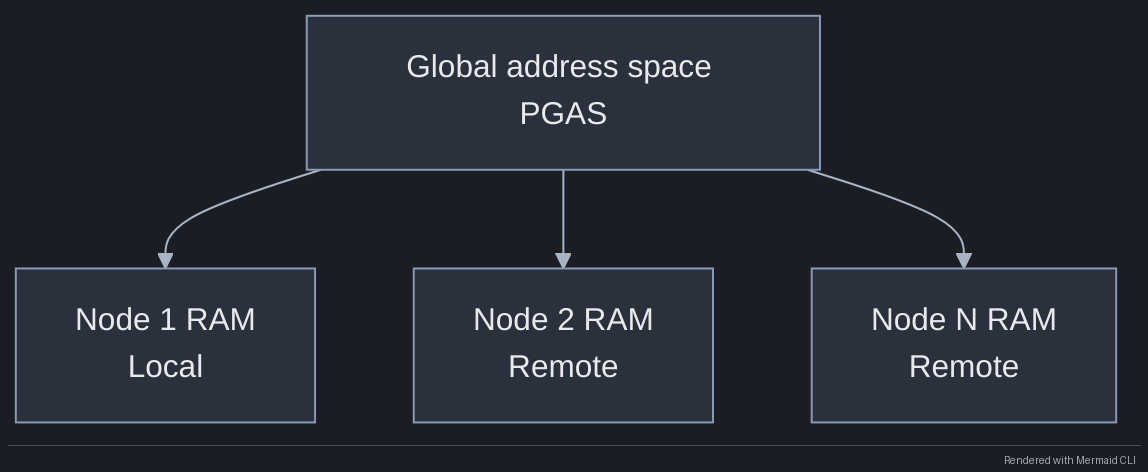 Global address space
PGAS
Node 1 RAM
Local
Node 2 RAM
Remote
Node N RAM
Remote
Rendered with Mermaid CLI